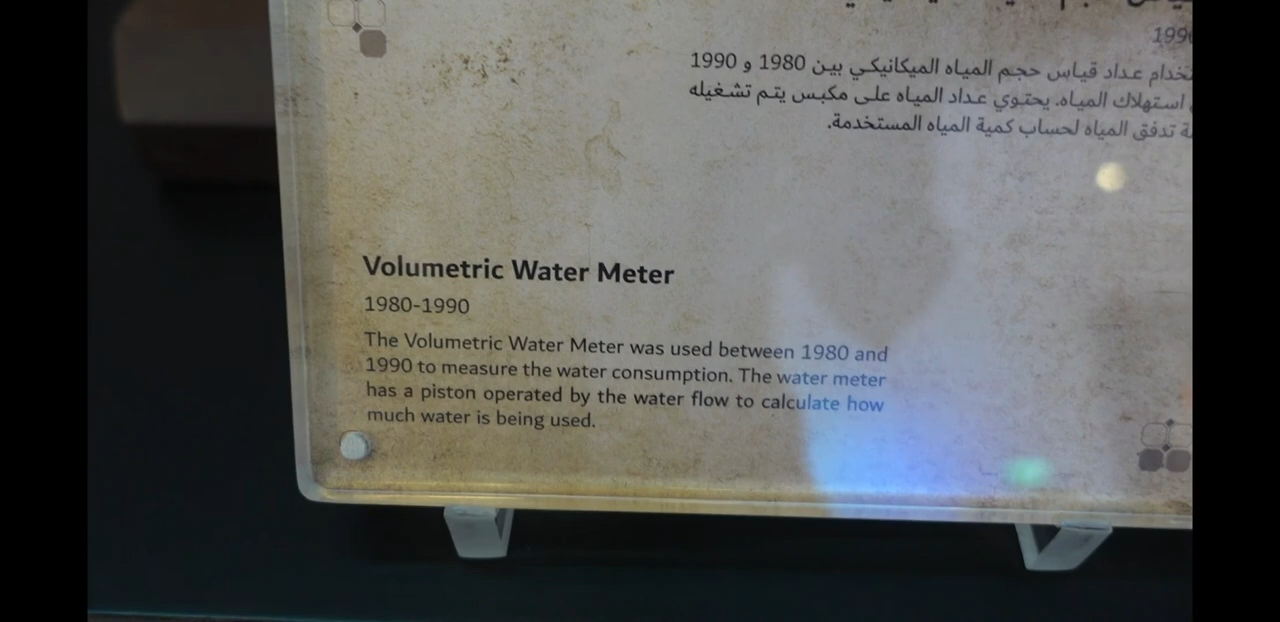 1990
تخدام عداد قياس حجم المياه الميكانيكي بين 1980 و 1990
استهلاك المياه. يحتوي عداد المياه على مكبس يتم تشغيله
تدفق المياه لحساب كمية المياه المستخدمة.
Volumetric Water Meter
1980-1990
The Volumetric Water Meter was used between 1980 and
1990 to measure the water consumption. The water meter
has a piston operated by the water flow to calculate how
much water is being used.